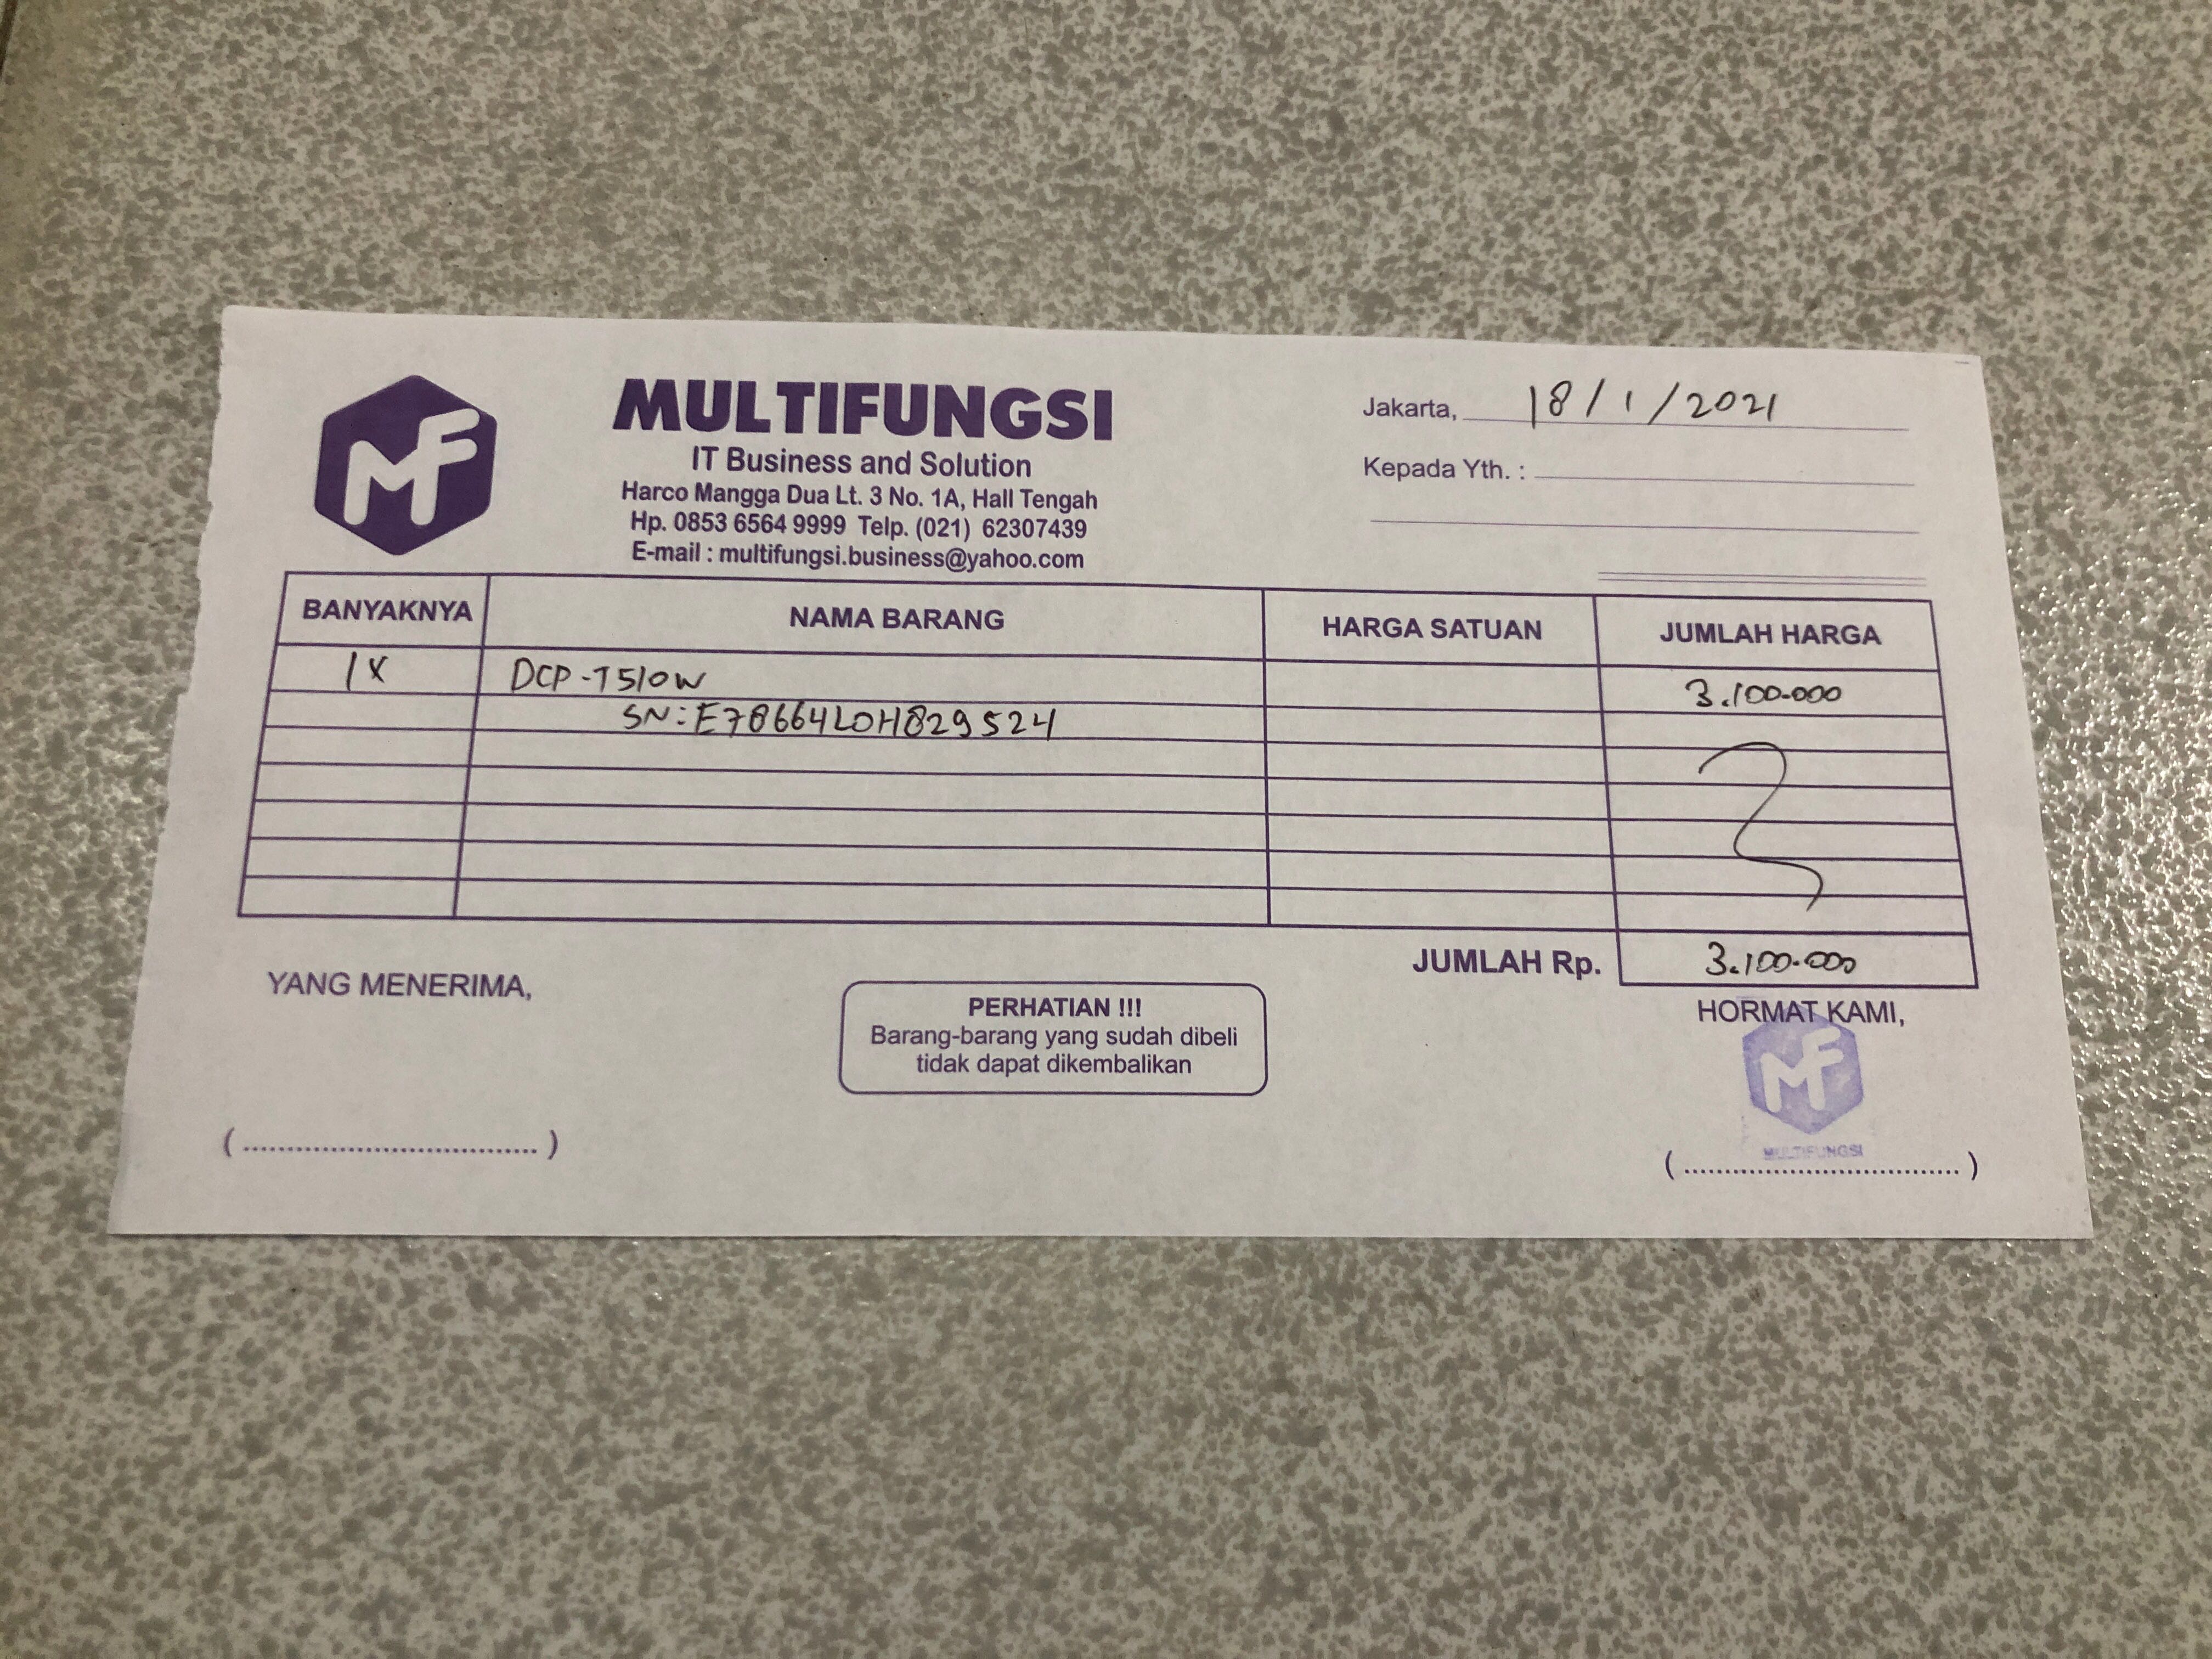 MF
MULTIFUNGSI
IT Business and Solution
Harco Mangga Dua Lt. 3 No. 1A, Hall Tengah
Hp. 0853 6564 9999 Telp. (021) 62307439
E-mail : multifungsi.business@yahoo.com
Jakarta, 18/1/2021
Kepada Yth. :
BANYAKNYA NAMA BARANG HARGA SATUAN JUMLAH HARGA
1X DCP-T510W 3.100.000
SN:E78664L0H829524
JUMLAH Rp. 3.100.000
YANG MENERIMA,
PERHATIAN !!!
Barang-barang yang sudah dibeli
tidak dapat dikembalikan
HORMAT KAMI,
MF
MULTIFUNGSI
(..................................)
(..................................)